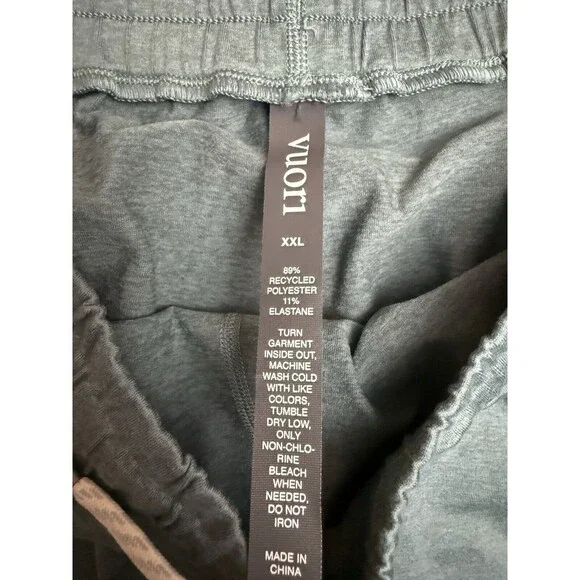 vuori
XXL
89%
RECYCLED
POLYESTER
11%
ELASTANE
TURN
GARMENT
INSIDE OUT,
MACHINE
WASH COLD
WITH LIKE
COLORS,
TUMBLE
DRY LOW,
ONLY
NON-CHLO-
RINE
BLEACH
WHEN
NEEDED,
DO NOT
IRON
MADE IN
CHINA